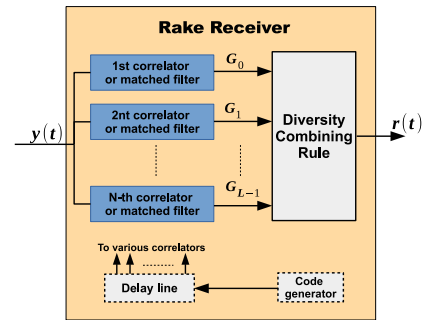 Rake Receiver
1st correlator
or matched filter
G0
2nt correlator
or matched filter
G1
y(t)
Diversity
Combining
Rule
r(t)
N-th correlator
or matched filter
GL−1
To various correlators
Delay line
Code
generator